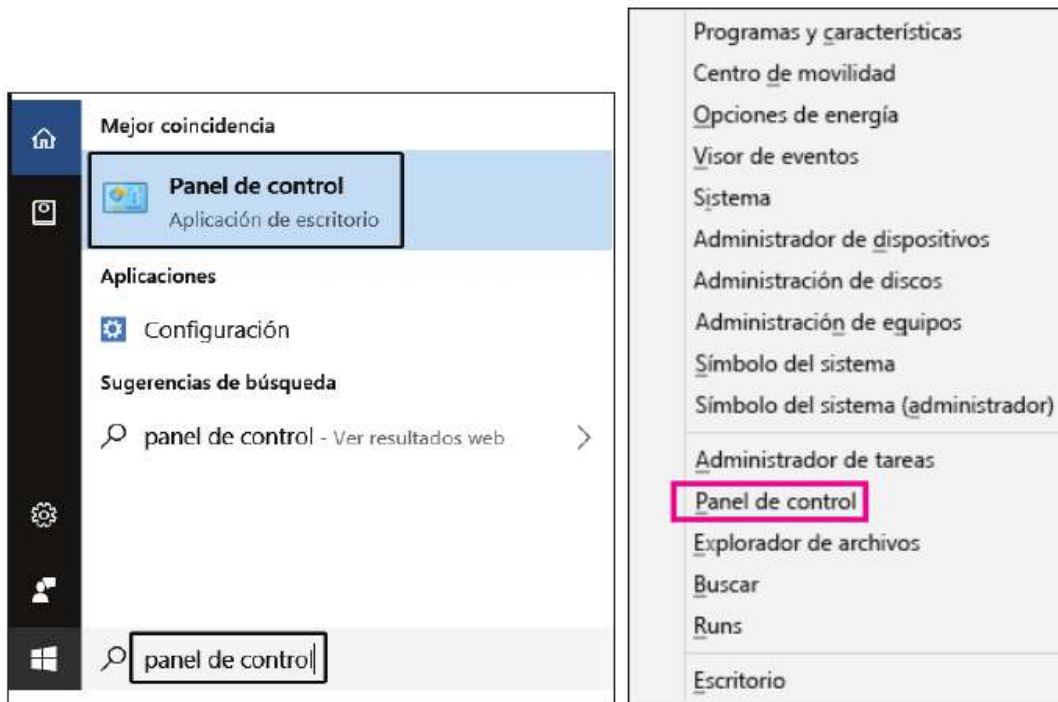 Mejor coincidencia
Panel de control
Aplicación de escritorio
Aplicaciones
Configuración
Sugerencias de búsqueda
panel de control - Ver resultados web
panel de control
Programas y características
Centro de movilidad
Opciones de energía
Visor de eventos
Sistema
Administrador de dispositivos
Administración de discos
Administración de equipos
Símbolo del sistema
Símbolo del sistema (administrador)
Administrador de tareas
Panel de control
Explorador de archivos
Buscar
Runs
Escritorio